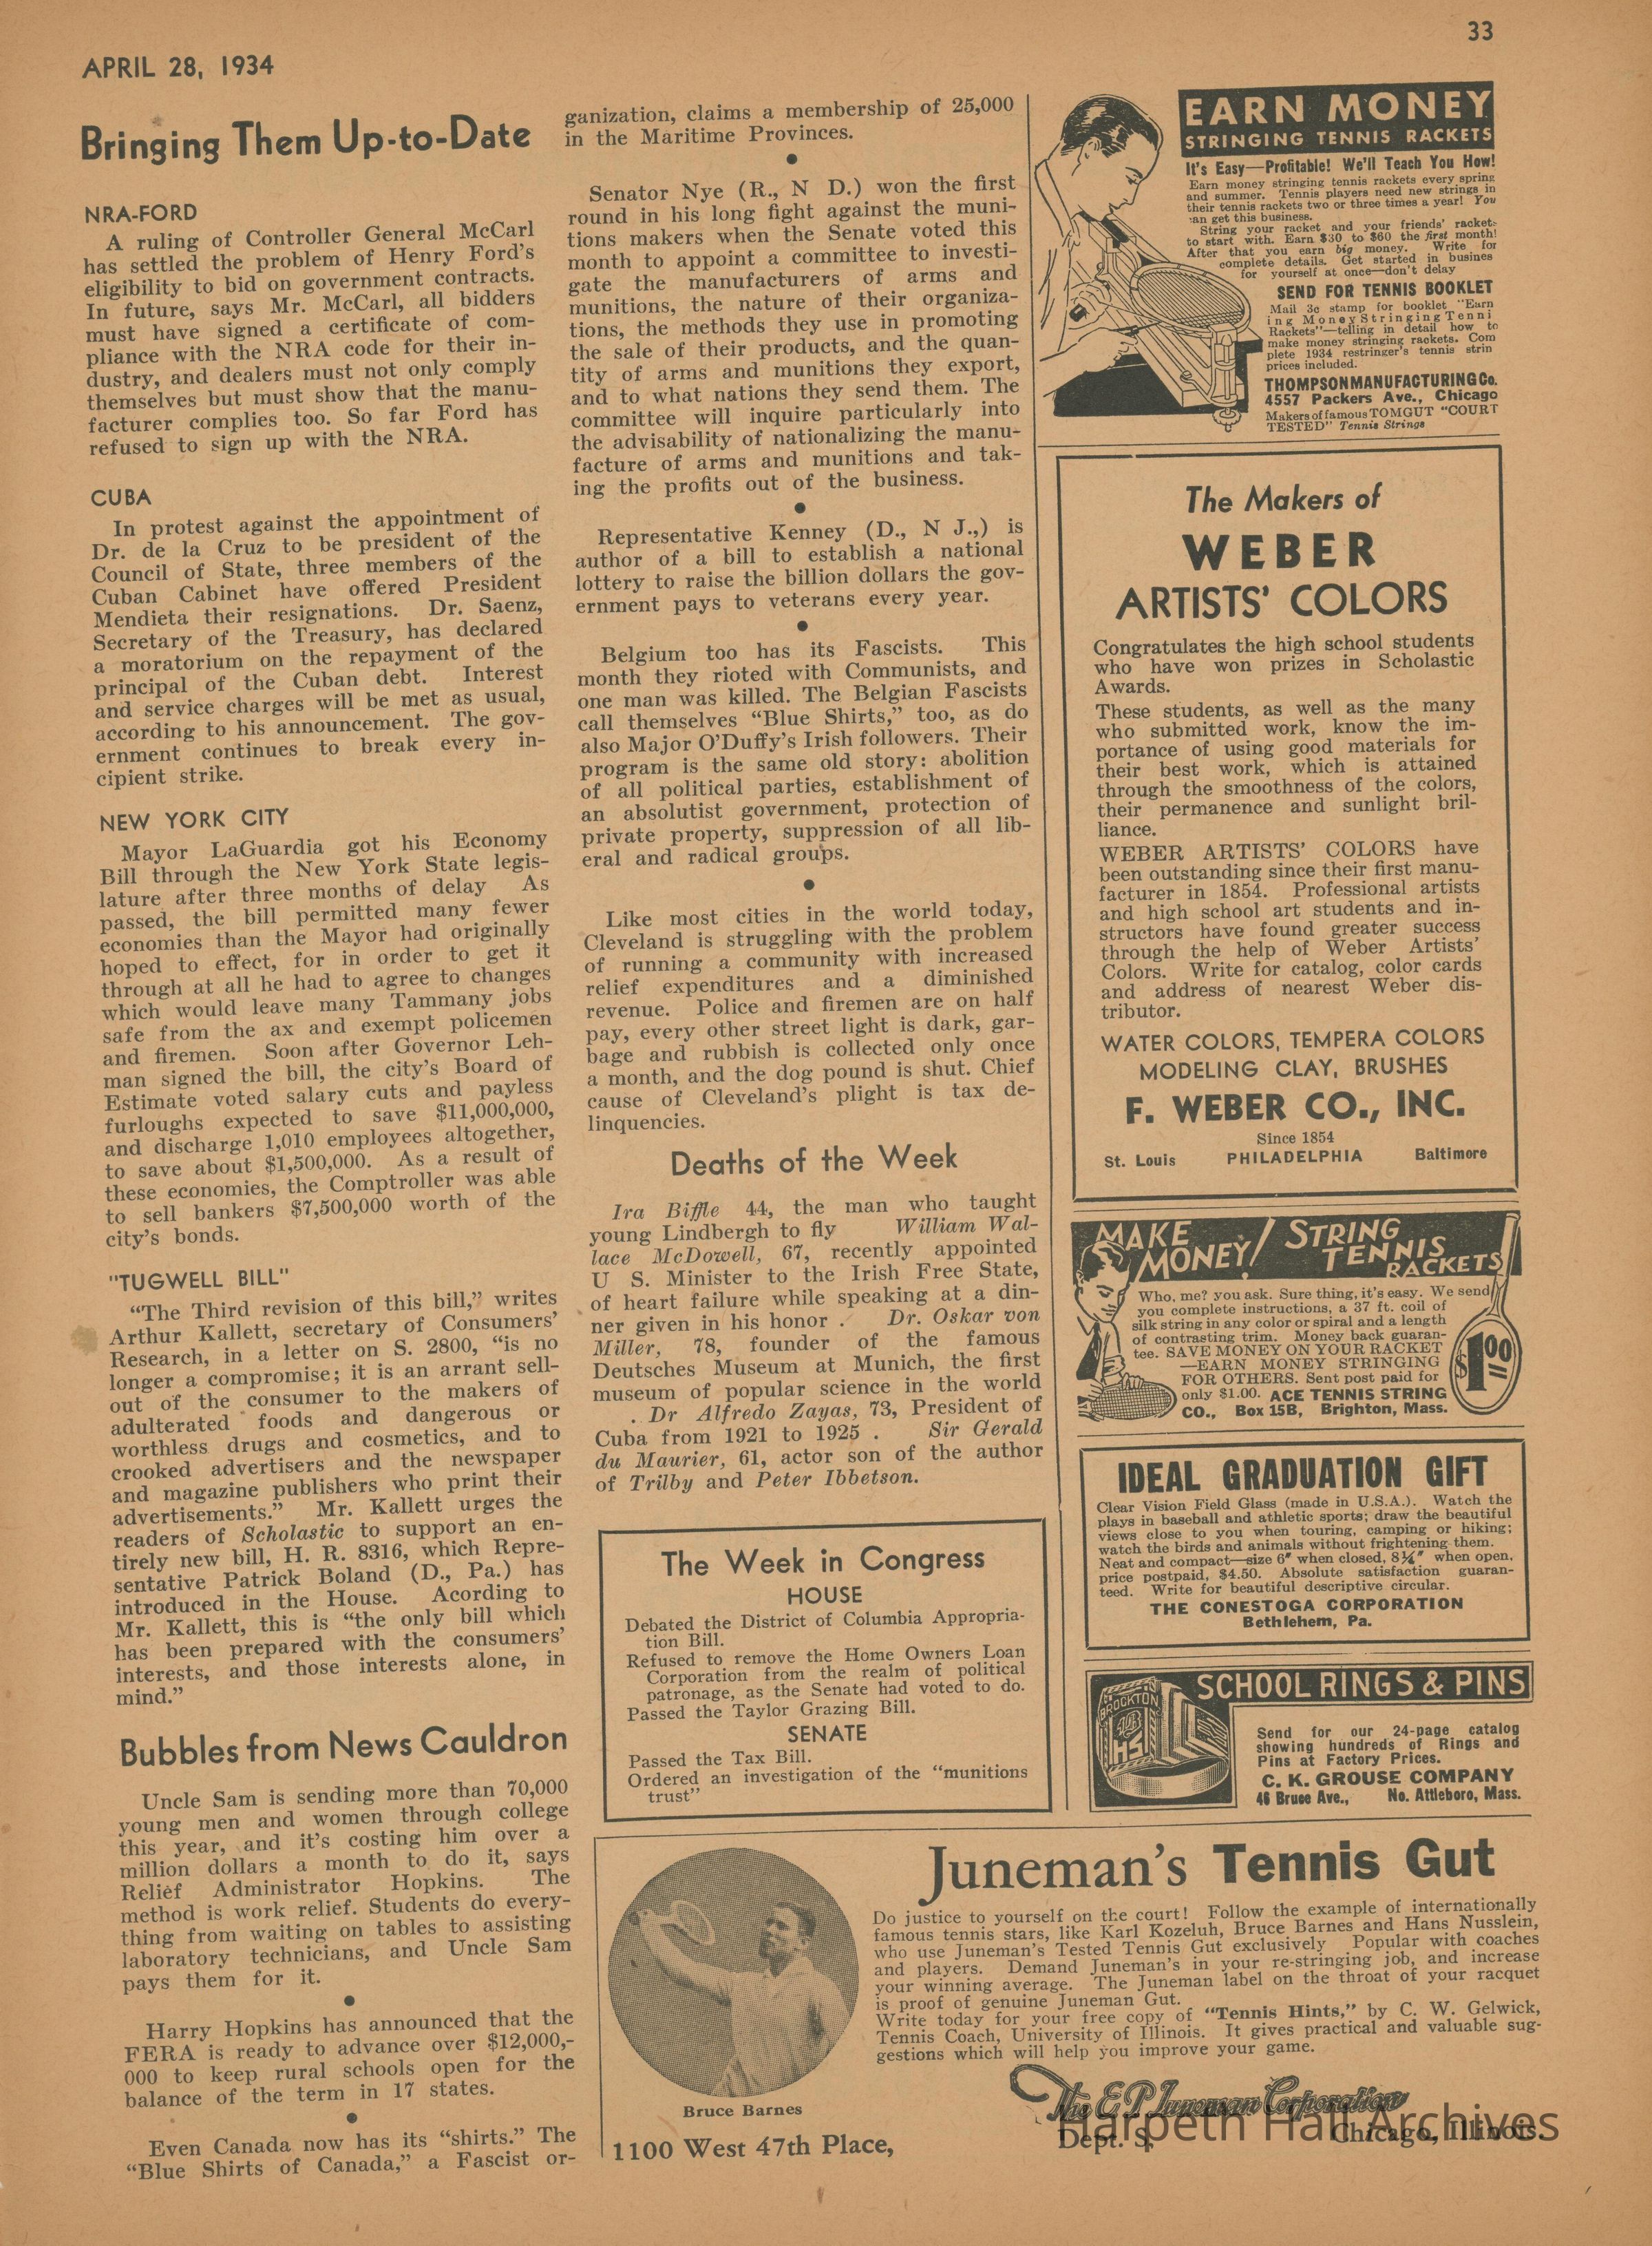 APRIL 28, 1934
33
Bringing Them Up-to-Date
NRA-FORD
A ruling of Controller General McCarl
has settled the problem of Henry Ford's
eligibility to bid on government contracts.
In future, says Mr. McCarl, all bidders
must have signed a certificate of com-
pliance with the NRA code for their in-
dustry, and dealers must not only comply
themselves but must show that the manu-
facturer complies too. So far Ford has
refused to sign up with the NRA.
CUBA
In protest against the appointment of
Dr. de la Cruz to be president of the
Council of State, three members of the
Cuban Cabinet have offered President
Mendieta their resignations. Dr. Saenz,
Secretary of the Treasury, has declared
a moratorium on the repayment of the
principal of the Cuban debt. Interest
and service charges will be met as usual,
according to his announcement. The gov-
ernment continues to break every in-
cipient strike.
NEW YORK CITY
Mayor LaGuardia got his Economy
Bill through the New York State legis-
lature after three months of delay As
passed, the bill permitted many fewer
economies than the Mayor had originally
hoped to effect, for in order to get it
through at all he had to agree to changes
which would leave many Tammany jobs
safe from the ax and exempt policemen
and firemen. Soon after Governor Leh-
man signed the bill, the city's Board of
Estimate voted salary cuts and payless
furloughs expected to save $11,000,000,
and discharge 1,010 employees altogether,
to save about $1,500,000. As a result of
these economies, the Comptroller was able
to sell bankers $7,500,000 worth of the
city's bonds.
"TUGWELL BILL"
"The Third revision of this bill," writes
Arthur Kallett, secretary of Consumers'
Research, in a letter on S. 2800, "is no
longer a compromise; it is an arrant sell-
out of the consumer to the makers of
adulterated foods and dangerous or
worthless drugs and cosmetics, and to
crooked advertisers and the newspaper
and magazine publishers who print their
advertisements." Mr. Kallett urges the
readers of Scholastic to support an en-
tirely new bill, H. R. 8316, which Repre-
sentative Patrick Boland (D., Pa.) has
introduced in the House. Acording to
Mr. Kallett, this is "the only bill which
has been prepared with the consumers'
interests, and those interests alone, in
mind."
Bubbles from News Cauldron
Uncle Sam is sending more than 70,000
young men and women through college
this year, and it's costing him over a
million dollars a month to do it, says
Relief Administrator Hopkins. The
method is work relief. Students do every-
thing from waiting on tables to assisting
laboratory technicians, and Uncle Sam
pays them for it.
●
Harry Hopkins has announced that the
FERA is ready to advance over $12,000,-
000 to keep rural schools open for the
balance of the term in 17 states.
●
Even Canada now has its "shirts." The
"Blue Shirts of Canada," a Fascist or-
ganization, claims a membership of 25,000
in the Maritime Provinces.
●
Senator Nye (R., N D.) won the first
round in his long fight against the muni-
tions makers when the Senate voted this
month to appoint a committee to investi-
gate the manufacturers of arms and
munitions, the nature of their organiza-
tions, the methods they use in promoting
the sale of their products, and the quan-
tity of arms and munitions they export,
and to what nations they send them. The
committee will inquire particularly into
the advisability of nationalizing the manu-
facture of arms and munitions and tak-
ing the profits out of the business.
●
Representative Kenney (D., N J.,) is
author of a bill to establish a national
lottery to raise the billion dollars the gov-
ernment pays to veterans every year.
●
Belgium too has its Fascists. This
month they rioted with Communists, and
one man was killed. The Belgian Fascists
call themselves "Blue Shirts," too, as do
also Major O'Duffy's Irish followers. Their
program is the same old story: abolition
of all political parties, establishment of
an absolutist government, protection of
private property, suppression of all lib-
eral and radical groups.
●
Like most cities in the world today,
Cleveland is struggling with the problem
of running a community with increased
relief expenditures and a diminished
revenue. Police and firemen are on half
pay, every other street light is dark, gar-
bage and rubbish is collected only once
a month, and the dog pound is shut. Chief
cause of Cleveland's plight is tax de-
linquencies.
Deaths of the Week
Ira Biffle 44, the man who taught
young Lindbergh to fly William Wal-
lace McDowell, 67, recently appointed
U S. Minister to the Irish Free State,
of heart failure while speaking at a din-
ner given in his honor . Dr. Oskar von
Miller, 78, founder of the famous
Deutsches Museum at Munich, the first
museum of popular science in the world
. Dr Alfredo Zayas, 73, President of
Cuba from 1921 to 1925 . Sir Gerald
du Maurier, 61, actor son of the author
of Trilby and Peter Ibbetson.
The Week in Congress
HOUSE
Debated the District of Columbia Appropria-
tion Bill.
Refused to remove the Home Owners Loan
Corporation from the realm of political
patronage, as the Senate had voted to do.
Passed the Taylor Grazing Bill.
SENATE
Passed the Tax Bill.
Ordered an investigation of the "munitions
trust"
EARN MONEY
STRINGING TENNIS RACKETS
It's Easy—Profitable! We'll Teach You How!
Earn money stringing tennis rackets every spring
and summer. Tennis players need new strings in
their tennis rackets two or three times a year! You
can get this business.
String your racket and your friends' rackets
to start with. Earn $30 to $60 the first month!
After that you earn big money. Write for
complete details. Get started in busines
for yourself at once—don't delay
SEND FOR TENNIS BOOKLET
Mail 3c stamp for booklet "Earn
ing Money Stringing Tenni
Rackets"—telling in detail how to
make money stringing rackets. Com
plete 1934 restringer's tennis strin
prices included.
THOMPSON MANUFACTURING Co.
4557 Packers Ave., Chicago
Makers of famous TOMGUT "COURT
TESTED" Tennis Strings
The Makers of
WEBER
ARTISTS' COLORS
Congratulates the high school students
who have won prizes in Scholastic
Awards.
These students, as well as the many
who submitted work, know the im-
portance of using good materials for
their best work, which is attained
through the smoothness of the colors,
their permanence and sunlight bril-
liance.
WEBER ARTISTS' COLORS have
been outstanding since their first manu-
facturer in 1854. Professional artists
and high school art students and in-
structors have found greater success
through the help of Weber Artists'
Colors. Write for catalog, color cards
and address of nearest Weber dis-
tributor.
WATER COLORS, TEMPERA COLORS
MODELING CLAY, BRUSHES
F. WEBER CO., INC.
Since 1854
St. Louis PHILADELPHIA Baltimore
MAKE MONEY! STRING TENNIS RACKETS
Who, me? you ask. Sure thing, it's easy. We send
you complete instructions, a 37 ft. coil of
silk string in any color or spiral and a length
of contrasting trim. Money back guaran-
tee. SAVE MONEY ON YOUR RACKET
—EARN MONEY STRINGING
FOR OTHERS. Sent post paid for
only $1.00. ACE TENNIS STRING
CO., Box 15B, Brighton, Mass.
$1.00
IDEAL GRADUATION GIFT
Clear Vision Field Glass (made in U.S.A.). Watch the
plays in baseball and athletic sports; draw the beautiful
views close to you when touring, camping or hiking;
watch the birds and animals without frightening them.
Neat and compact—size 6" when closed, 8¼" when open,
price postpaid, $4.50. Absolute satisfaction guaran-
teed. Write for beautiful descriptive circular.
THE CONESTOGA CORPORATION
Bethlehem, Pa.
SCHOOL RINGS & PINS
BROCKTON
HS
Send for our 24-page catalog
showing hundreds of Rings and
Pins at Factory Prices.
C. K. GROUSE COMPANY
46 Bruce Ave., No. Attleboro, Mass.
Juneman's Tennis Gut
Do justice to yourself on the court! Follow the example of internationally
famous tennis stars, like Karl Kozeluh, Bruce Barnes and Hans Nusslein,
who use Juneman's Tested Tennis Gut exclusively Popular with coaches
and players. Demand Juneman's in your re-stringing job, and increase
your winning average. The Juneman label on the throat of your racquet
is proof of genuine Juneman Gut.
Write today for your free copy of "Tennis Hints," by C. W. Gelwick,
Tennis Coach, University of Illinois. It gives practical and valuable sug-
gestions which will help you improve your game.
Bruce Barnes
The E.P. Juneman Corporation
1100 West 47th Place, Dept. S. Chicago, Illinois.
Harpeth Hall Archives